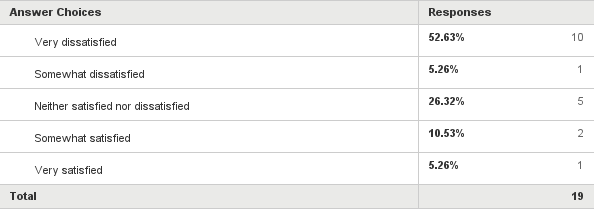 Answer Choices Responses
Very dissatisfied 52.63% 10
Somewhat dissatisfied 5.26% 1
Neither satisfied nor dissatisfied 26.32% 5
Somewhat satisfied 10.53% 2
Very satisfied 5.26% 1
Total 19